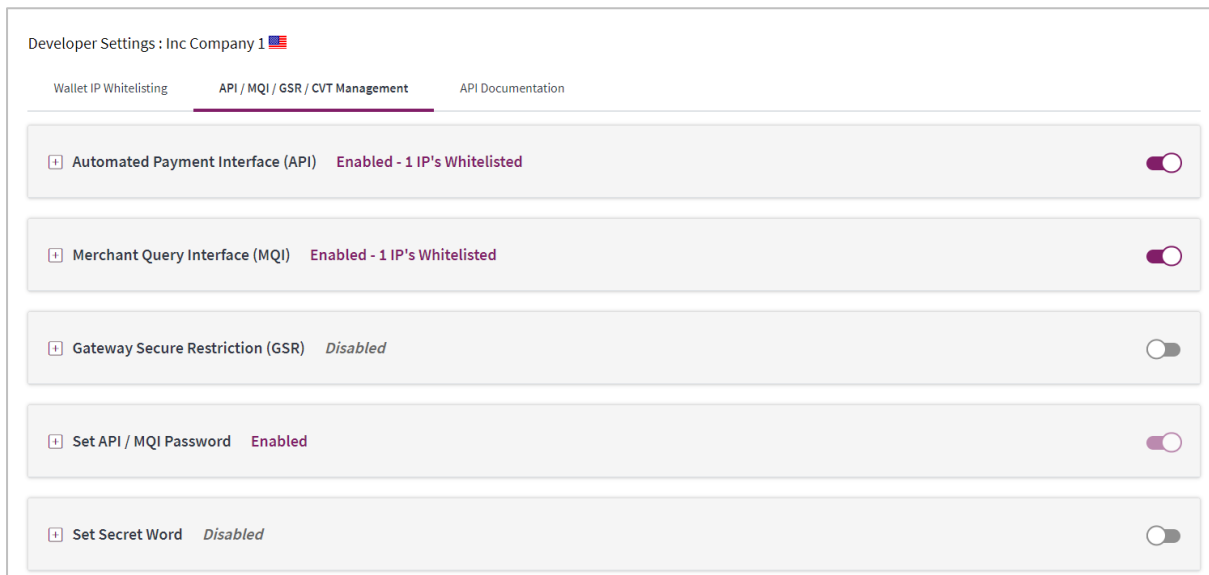 Developer Settings : Inc Company 1
Wallet IP Whitelisting API / MQI / GSR / CVT Management API Documentation
Automated Payment Interface (API) Enabled - 1 IP's Whitelisted
Merchant Query Interface (MQI) Enabled - 1 IP's Whitelisted
Gateway Secure Restriction (GSR) Disabled
Set API / MQI Password Enabled
Set Secret Word Disabled